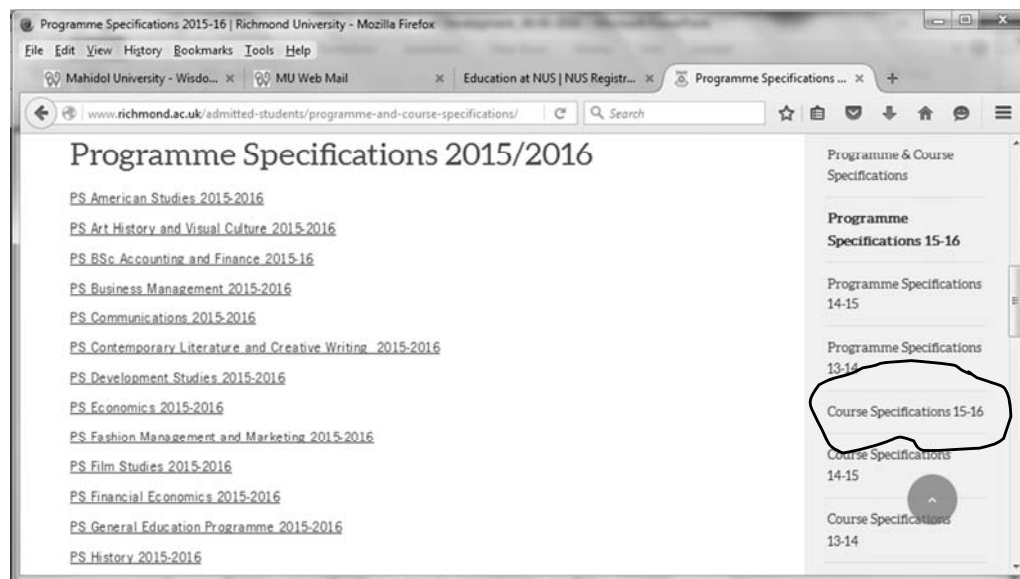 Programme Specifications 2015-16 | Richmond University - Mozilla Firefox
File Edit View History Bookmarks Tools Help
Mahidol University - Wisdo... × MU Web Mail × Education at NUS | NUS Registr... × Programme Specifications ... × +
www.richmond.ac.uk/admitted-students/programme-and-course-specifications/ Search
Programme Specifications 2015/2016
PS American Studies 2015-2016
PS Art History and Visual Culture 2015-2016
PS BSc Accounting and Finance 2015-16
PS Business Management 2015-2016
PS Communications 2015-2016
PS Contemporary Literature and Creative Writing 2015-2016
PS Development Studies 2015-2016
PS Economics 2015-2016
PS Fashion Management and Marketing 2015-2016
PS Film Studies 2015-2016
PS Financial Economics 2015-2016
PS General Education Programme 2015-2016
PS History 2015-2016
Programme & Course
Specifications
Programme
Specifications 15-16
Programme Specifications
14-15
Programme Specifications
13-14
Course Specifications 15-16
Course Specifications
14-15
Course Specifications
13-14